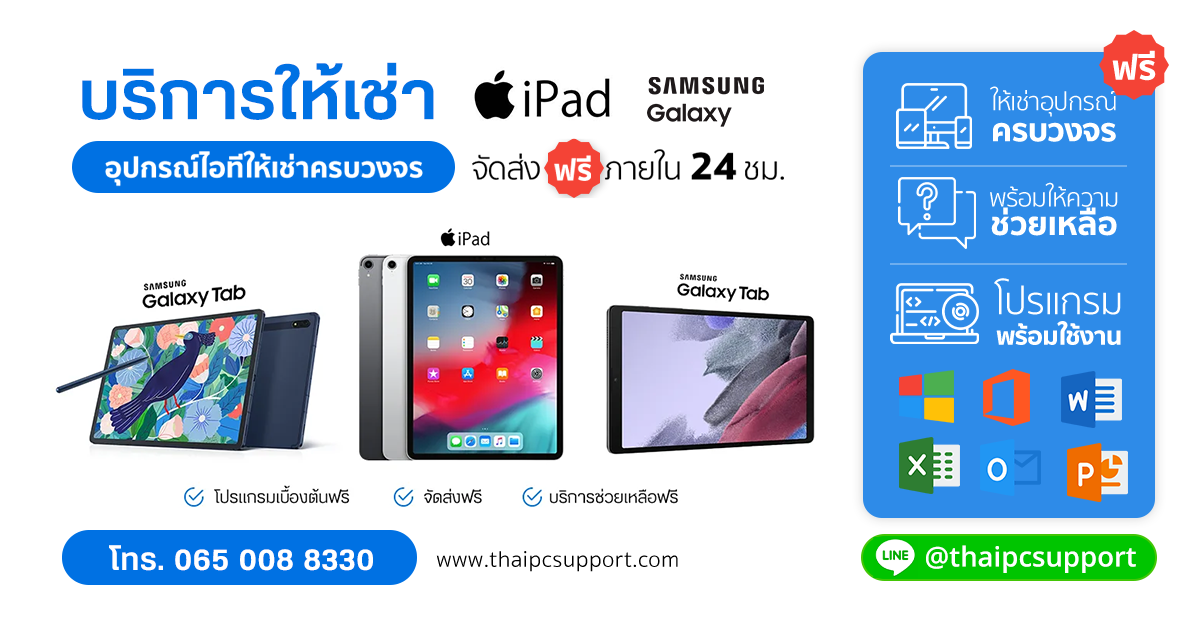 บริการให้เช่า iPad SAMSUNG Galaxy
อุปกรณ์ไอทีให้เช่าครบวงจร
จัดส่ง ฟรี ภายใน 24 ชม.
iPad
SAMSUNG
Galaxy Tab
SAMSUNG
Galaxy Tab
โปรแกรมเบื้องต้นฟรี
จัดส่งฟรี
บริการช่วยเหลือฟรี
โทร. 065 008 8330
www.thaipcsupport.com
ฟรี
ให้เช่าอุปกรณ์
ครบวงจร
?
พร้อมให้ความ
ช่วยเหลือ
โปรแกรม
พร้อมใช้งาน
W
X
O
P
LINE @thaipcsupport